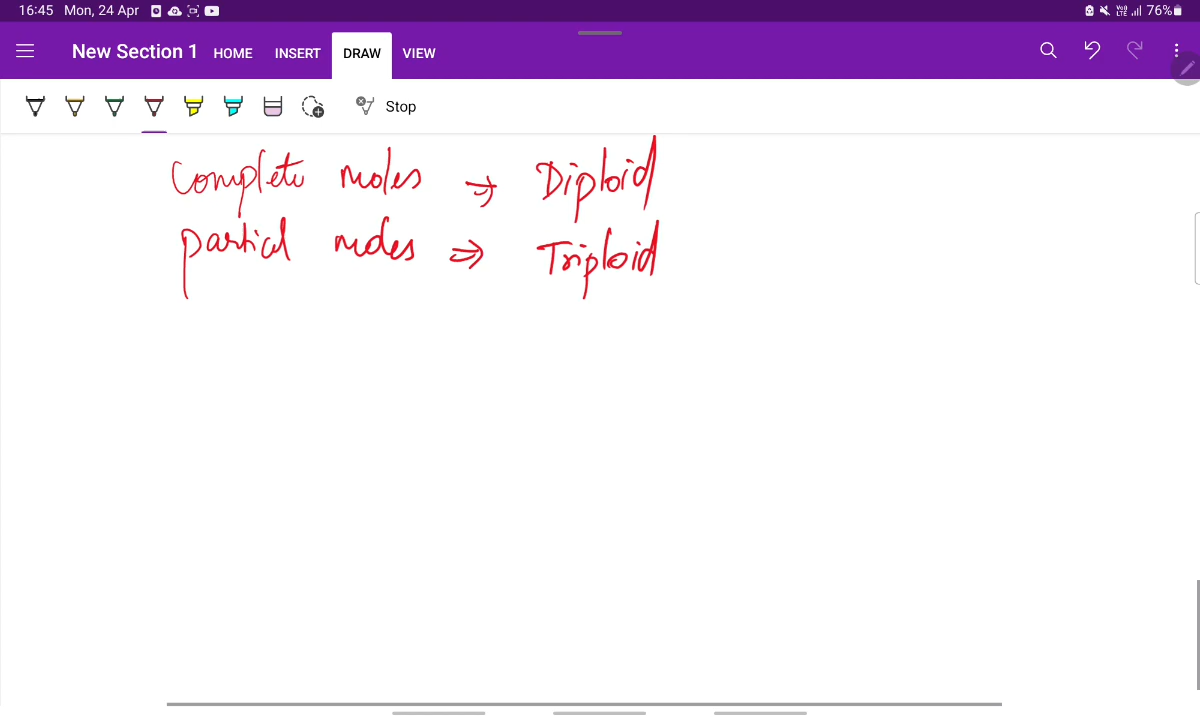 16:45 Mon, 24 Apr 76%
New Section 1 HOME INSERT DRAW VIEW
Stop
Complete moles → Diploid
partial moles ⇒ Triploid